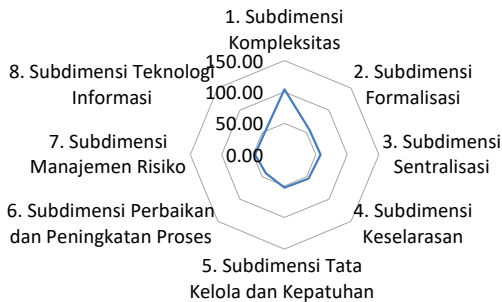 1. Subdimensi
Kompleksitas
150.00
100.00
50.00
0.00
2. Subdimensi
Formalisasi
3. Subdimensi
Sentralisasi
4. Subdimensi
Keselarasan
5. Subdimensi Tata
Kelola dan Kepatuhan
6. Subdimensi Perbaikan
dan Peningkatan Proses
7. Subdimensi
Manajemen Risiko
8. Subdimensi Teknologi
Informasi